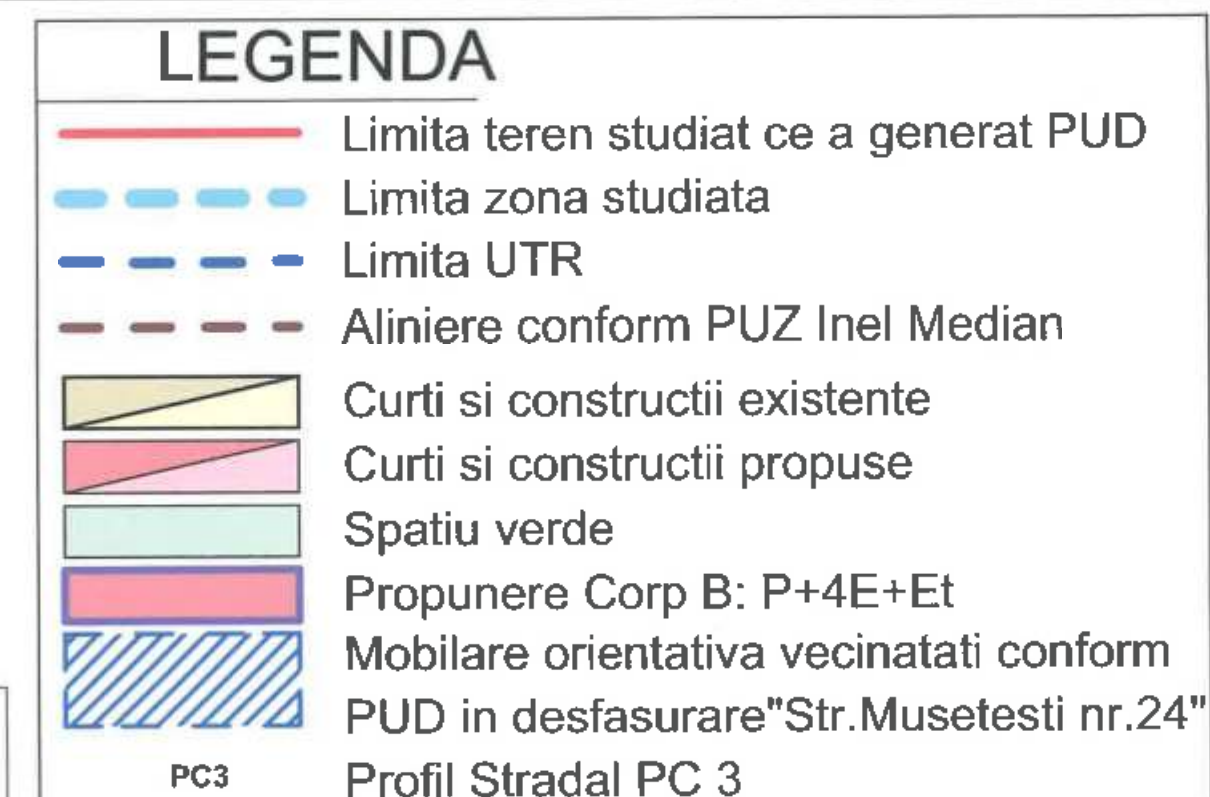 LEGENDA
Limita teren studiat ce a generat PUD
Limita zona studiata
Limita UTR
Aliniere conform PUZ Inel Median
Curti si constructii existente
Curti si constructii propuse
Spatiu verde
Propunere Corp B: P+4E+Et
Mobilare orientativa vecinatati conform
PUD in desfasurare"Str.Musetesti nr.24"
PC3 Profil Stradal PC 3